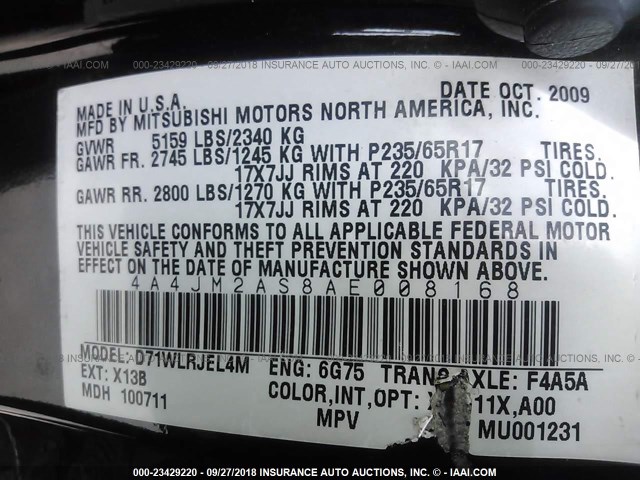 000-23429220 - 09/27/2018 INSURANCE AUTO AUCTIONS - © - IAAI.COM
DATE OCT. 2009
MADE IN U.S.A.
MFD BY MITSUBISHI MOTORS NORTH AMERICA, INC.
GVWR 5159 LBS/2340 KG
GAWR FR. 2745 LBS/1245 KG WITH P235/65R17 TIRES.
17X7JJ RIMS AT 220 KPA/32 PSI COLD.
GAWR RR. 2800 LBS/1270 KG WITH P235/65R17 TIRES.
17X7JJ RIMS AT 220 KPA/32 PSI COLD.
THIS VEHICLE CONFORMS TO ALL APPLICABLE FEDERAL MOTOR
VEHICLE SAFETY AND THEFT PREVENTION STANDARDS IN
EFFECT ON THE DATE OF MANUFACTURE SHOWN ABOVE.
4A4JM2AS8AE008168
MODEL: D71WLRJEL4M ENG: 6G75 TRANS AXLE: F4A5A
EXT: X13B COLOR,INT,OPT: 11X,A00
MDH 100711 MPV MU001231
000-23429220 - 09/27/2018 INSURANCE AUTO AUCTIONS - © - IAAI.COM